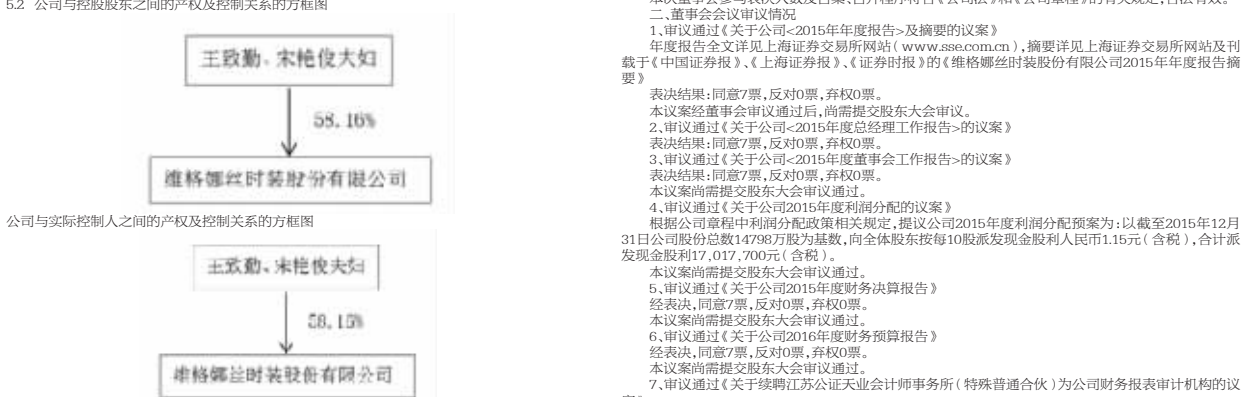 5.2 公司与控股股东之间的产权及控制关系的方框图
王致勤、宋艳俊夫妇
58.16%
维格娜丝时装股份有限公司
公司与实际控制人之间的产权及控制关系的方框图
王致勤、宋艳俊夫妇
维格娜丝时装股份有限公司
二、董事会会议审议情况
1、审议通过《关于公司<2015年年度报告>及摘要的议案》
年度报告全文详见上海证券交易所网站(www.sse.com.cn),摘要详见上海证券交易所网站及刊
载于《中国证券报》、《上海证券报》、《证券时报》的《维格娜丝时装股份有限公司2015年年度报告摘
要》
表决结果:同意7票,反对0票,弃权0票。
本议案经董事会审议通过后,尚需提交股东大会审议。
2、审议通过《关于公司<2015年度总经理工作报告>的议案》
表决结果:同意7票,反对0票,弃权0票。
3、审议通过《关于公司<2015年度董事会工作报告>的议案》
表决结果:同意7票,反对0票,弃权0票。
本议案尚需提交股东大会审议通过。
4、审议通过《关于公司2015年度利润分配的议案》
根据公司章程中利润分配政策相关规定,提议公司2015年度利润分配预案为:以截至2015年12月
31日公司股份总数14798万股为基数,向全体股东按每10股派发现金股利人民币1.15元(含税),合计派
发现金股利17,017,700元(含税)。
本议案尚需提交股东大会审议通过。
5、审议通过《关于公司2015年度财务决算报告》
经表决,同意7票,反对0票,弃权0票。
本议案尚需提交股东大会审议通过。
6、审议通过《关于公司2016年度财务预算报告》
经表决,同意7票,反对0票,弃权0票。
本议案尚需提交股东大会审议通过。
7、审议通过《关于续聘江苏公证天业会计师事务所(特殊普通合伙)为公司财务报表审计机构的议